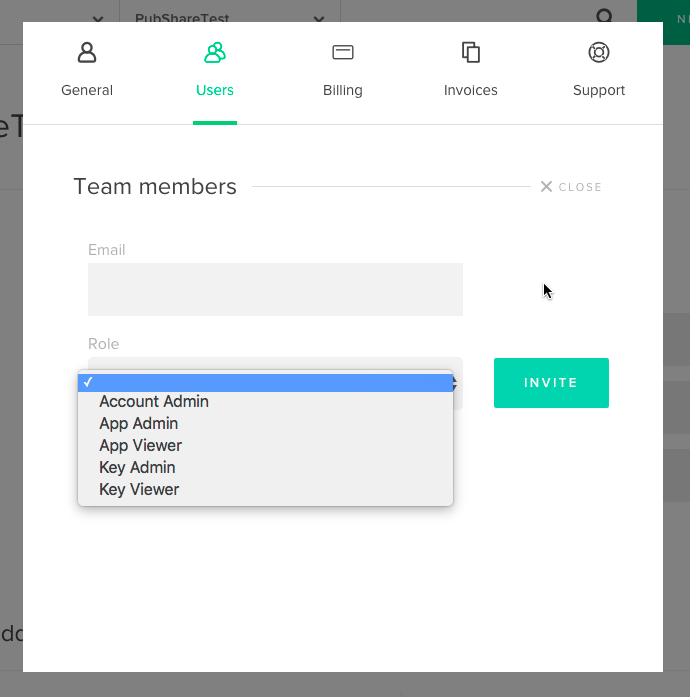 PubShareTest
General
Users
Billing
Invoices
Support
Team members
CLOSE
Email
Role
INVITE
Account Admin
App Admin
App Viewer
Key Admin
Key Viewer